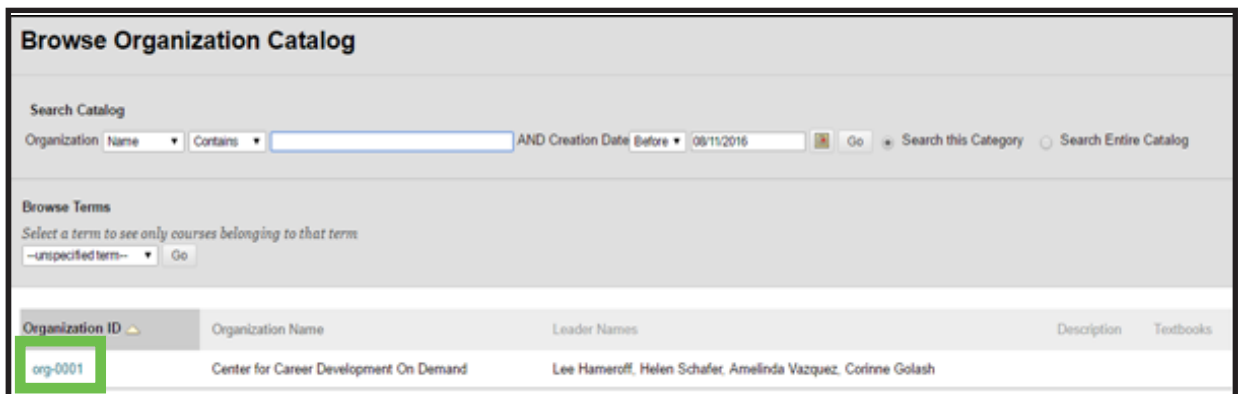 Browse Organization Catalog
Search Catalog
Organization Name Contains AND Creation Date Before 08/11/2016 Go Search this Category Search Entire Catalog
Browse Terms
Select a term to see only courses belonging to that term
--unspecified term-- Go
Organization ID Organization Name Leader Names Description Textbooks
org-0001 Center for Career Development On Demand Lee Hameroff, Helen Schafer, Amelinda Vazquez, Corinne Golash